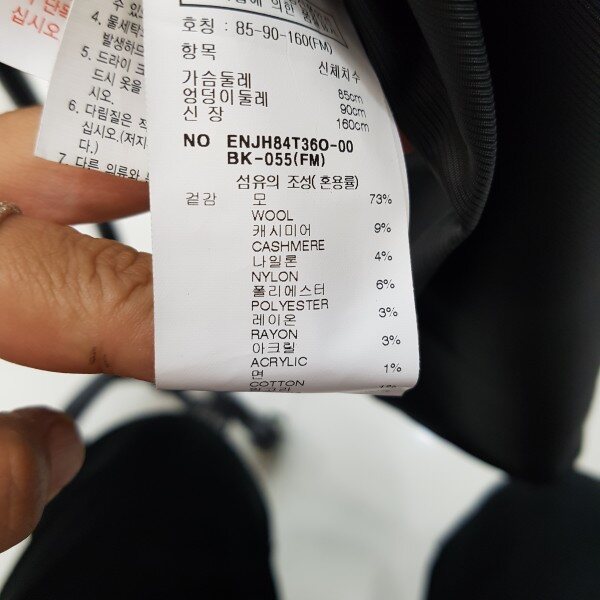 호칭 : 85-90-160(FM)
항목 신체치수
가슴둘레 85cm
엉덩이둘레 90cm
신 장 160cm
NO ENJH84T36O-00
BK-055(FM)
섬유의 조성(혼용률)
겉감 모 73%
WOOL
캐시미어 9%
CASHMERE
나일론 4%
NYLON
폴리에스터 6%
POLYESTER
레이온 3%
RAYON
아크릴 3%
ACRYLIC
면 1%
COTTON
1%
십시오
4. 물세탁
발생하므
5. 드라이
드시 옷을
시오.
6. 다림질은
십시오.(저지
다.)
7. 다른 의류와